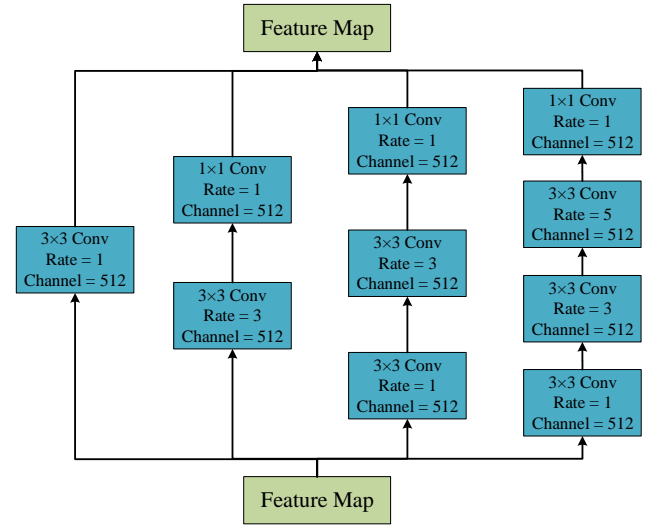 Feature Map
3×3 Conv
Rate = 1
Channel = 512
1×1 Conv
Rate = 1
Channel = 512
3×3 Conv
Rate = 3
Channel = 512
1×1 Conv
Rate = 1
Channel = 512
3×3 Conv
Rate = 3
Channel = 512
3×3 Conv
Rate = 1
Channel = 512
1×1 Conv
Rate = 1
Channel = 512
3×3 Conv
Rate = 5
Channel = 512
3×3 Conv
Rate = 3
Channel = 512
3×3 Conv
Rate = 1
Channel = 512
Feature Map